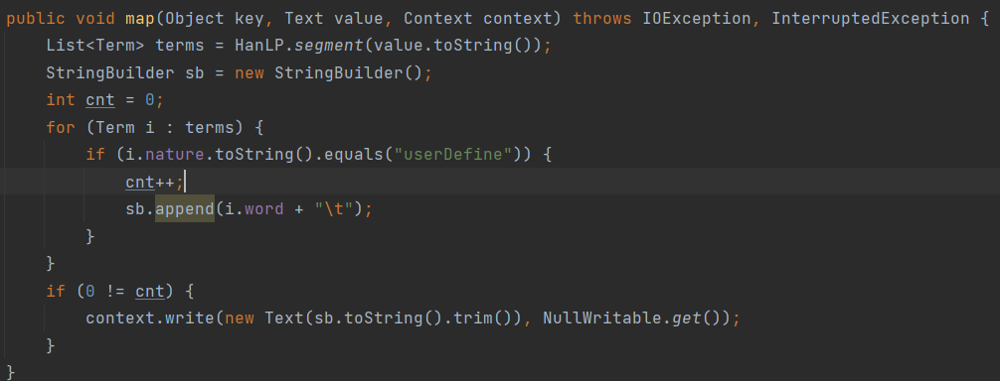 public void map(Object key, Text value, Context context) throws IOException, InterruptedException {
    List<Term> terms = HanLP.segment(value.toString());
    StringBuilder sb = new StringBuilder();
    int cnt = 0;
    for (Term i : terms) {
        if (i.nature.toString().equals("userDefine")) {
            cnt++;
            sb.append(i.word + "\t");
        }
    }
    if (0 != cnt) {
        context.write(new Text(sb.toString().trim()), NullWritable.get());
    }
}